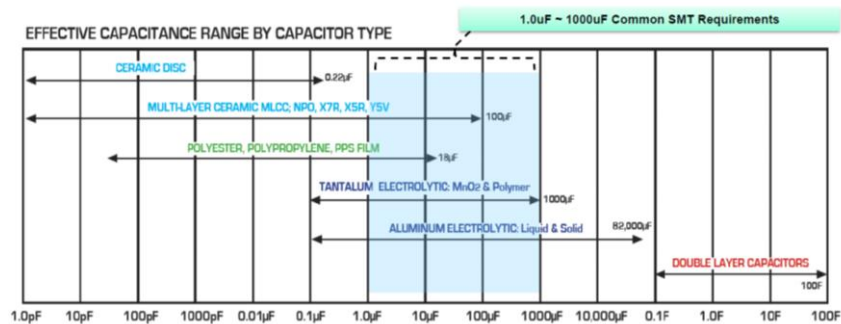 1.0uF ~ 1000uF Common SMT Requirements
EFFECTIVE CAPACITANCE RANGE BY CAPACITOR TYPE
CERAMIC DISC
0.22µF
MULTI-LAYER CERAMIC MLCC; NPO, X7R, X5R, Y5V
100µF
POLYESTER, POLYPROPYLENE, PPS FILM
18µF
TANTALUM ELECTROLYTIC: MnO2 & Polymer
1000µF
ALUMINUM ELECTROLYTIC: Liquid & Solid
82,000µF
DOUBLE LAYER CAPACITORS
100F
1.0pF 10pF 100pF 1000pF 0.01µF 0.1µF 1.0µF 10µF 100µF 1000µF 10,000µF 0.1F 1.0F 10F 100F